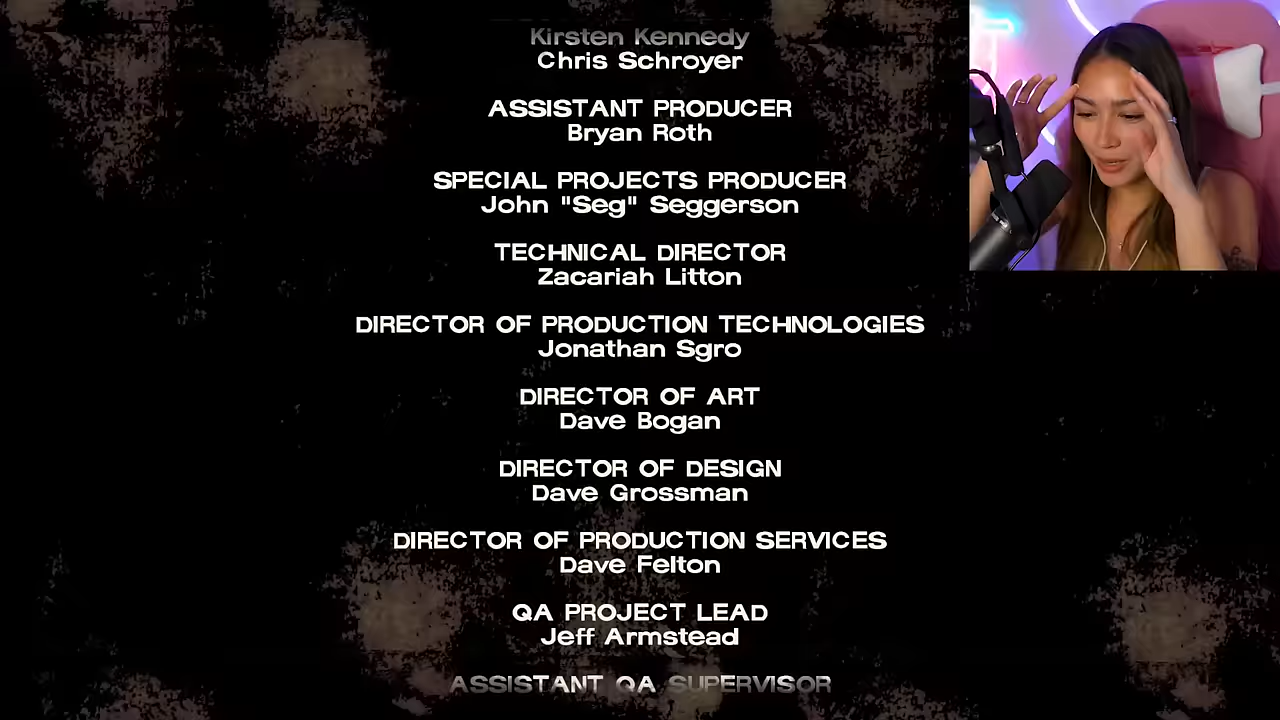 Kirsten Kennedy
Chris Schroyer
ASSISTANT PRODUCER
Bryan Roth
SPECIAL PROJECTS PRODUCER
John "Seg" Seggerson
TECHNICAL DIRECTOR
Zacariah Litton
DIRECTOR OF PRODUCTION TECHNOLOGIES
Jonathan Sgro
DIRECTOR OF ART
Dave Bogan
DIRECTOR OF DESIGN
Dave Grossman
DIRECTOR OF PRODUCTION SERVICES
Dave Felton
QA PROJECT LEAD
Jeff Armstead
ASSISTANT QA SUPERVISOR